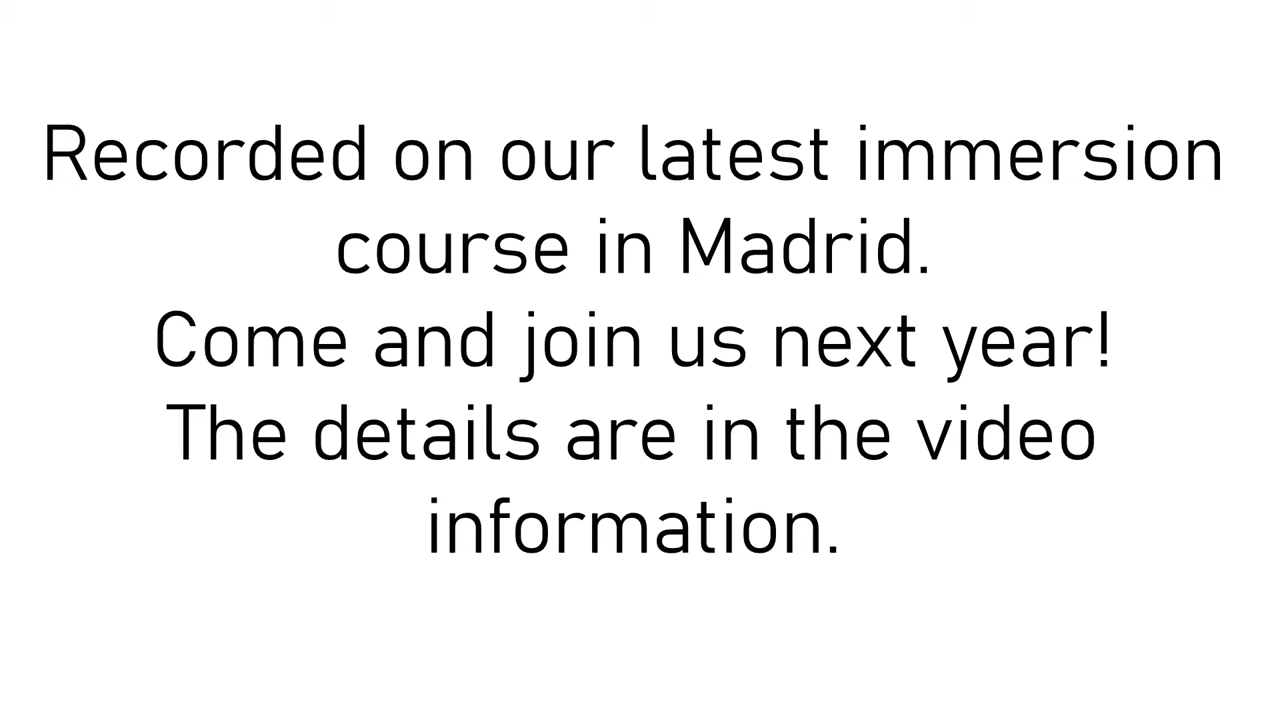 Recorded on our latest immersion
course in Madrid.
Come and join us next year!
The details are in the video
information.